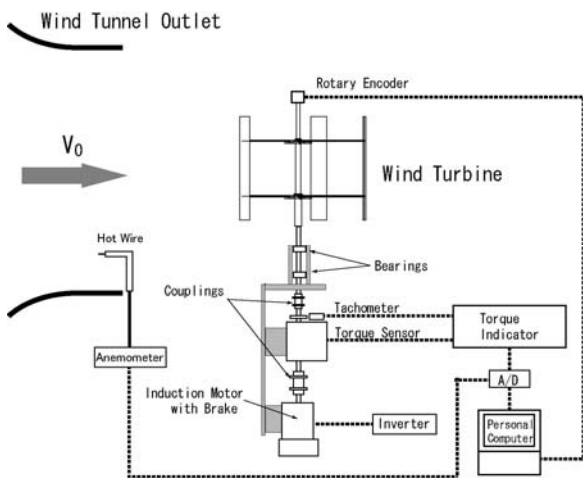 Wind Tunnel Outlet
Rotary Encoder
V0
Wind Turbine
Hot Wire
Bearings
Couplings
Tachometer
Torque Sensor
Torque
Indicator
Anemometer
A/D
Induction Motor
with Brake
Inverter
Personal
Computer